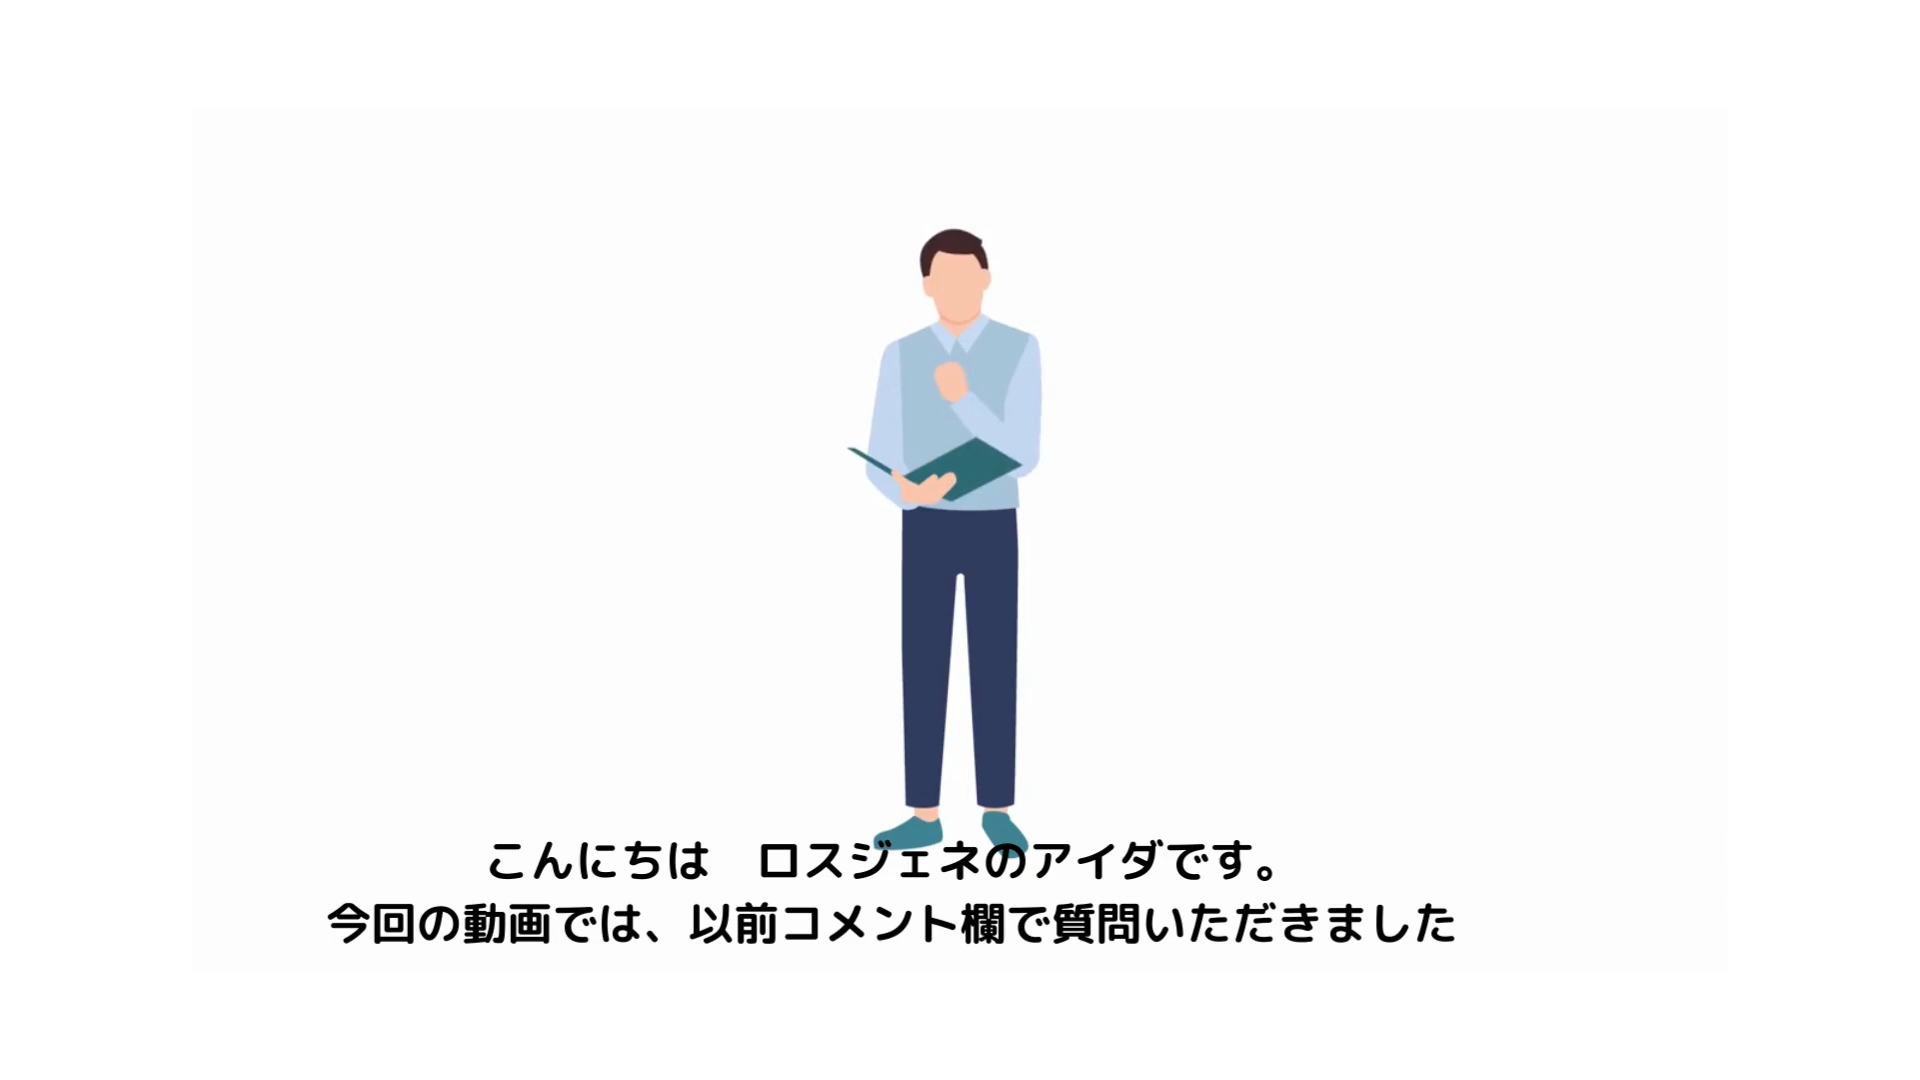 こんにちは　ロスジェネのアイダです。
今回の動画では、以前コメント欄で質問いただきました